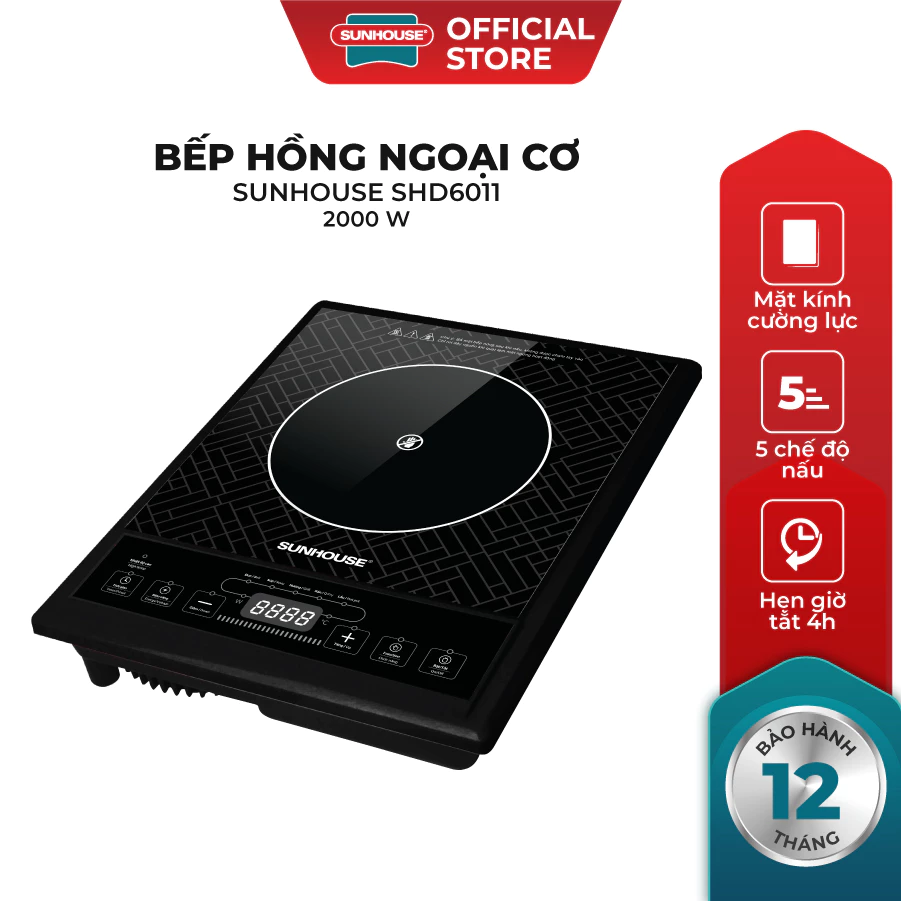 SUNHOUSE®
OFFICIAL
STORE
BẾP HỒNG NGOẠI CƠ
SUNHOUSE SHD6011
2000 W
Mặt kính
cường lực
5
5 chế độ
nấu
Hẹn giờ
tắt 4h
BẢO HÀNH
12
THÁNG
SUNHOUSE®
8888